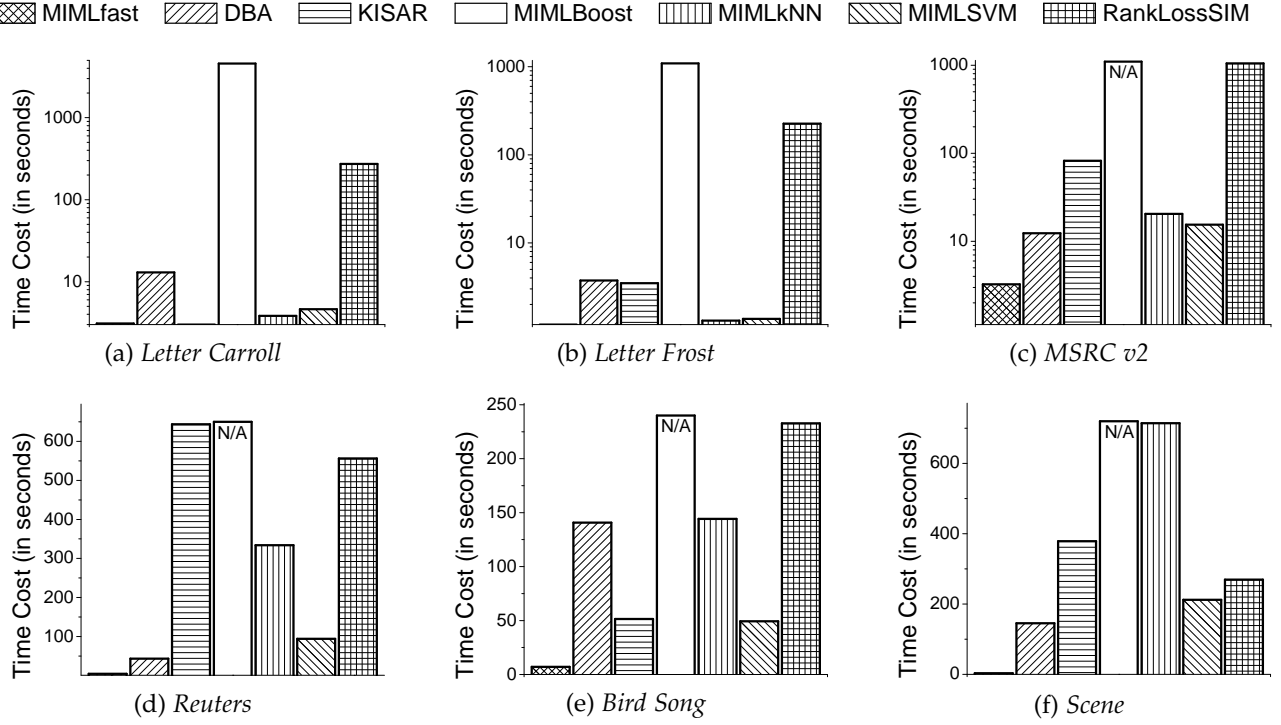 MIMLfast DBA KISAR MIMLBoost MIMLkNN MIMLSVM RankLossSIM
Time Cost (in seconds)
1000
100
10
(a) Letter Carroll
Time Cost (in seconds)
1000
100
10
(b) Letter Frost
Time Cost (in seconds)
1000
100
10
N/A
(c) MSRC v2
Time Cost (in seconds)
600
500
400
300
200
100
N/A
(d) Reuters
Time Cost (in seconds)
250
200
150
100
50
0
N/A
(e) Bird Song
Time Cost (in seconds)
600
400
200
0
N/A
(f) Scene